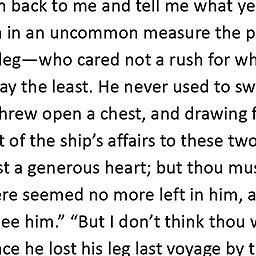 back to me and tell me what ye
in an uncommon measure the p
leg—who cared not a rush for wh
ay the least. He never used to sw
hrew open a chest, and drawing f
t of the ship’s affairs to these two
st a generous heart; but thou mus
ere seemed no more left in him, a
ee him.” “But I don’t think thou w
nce he lost his leg last voyage by t